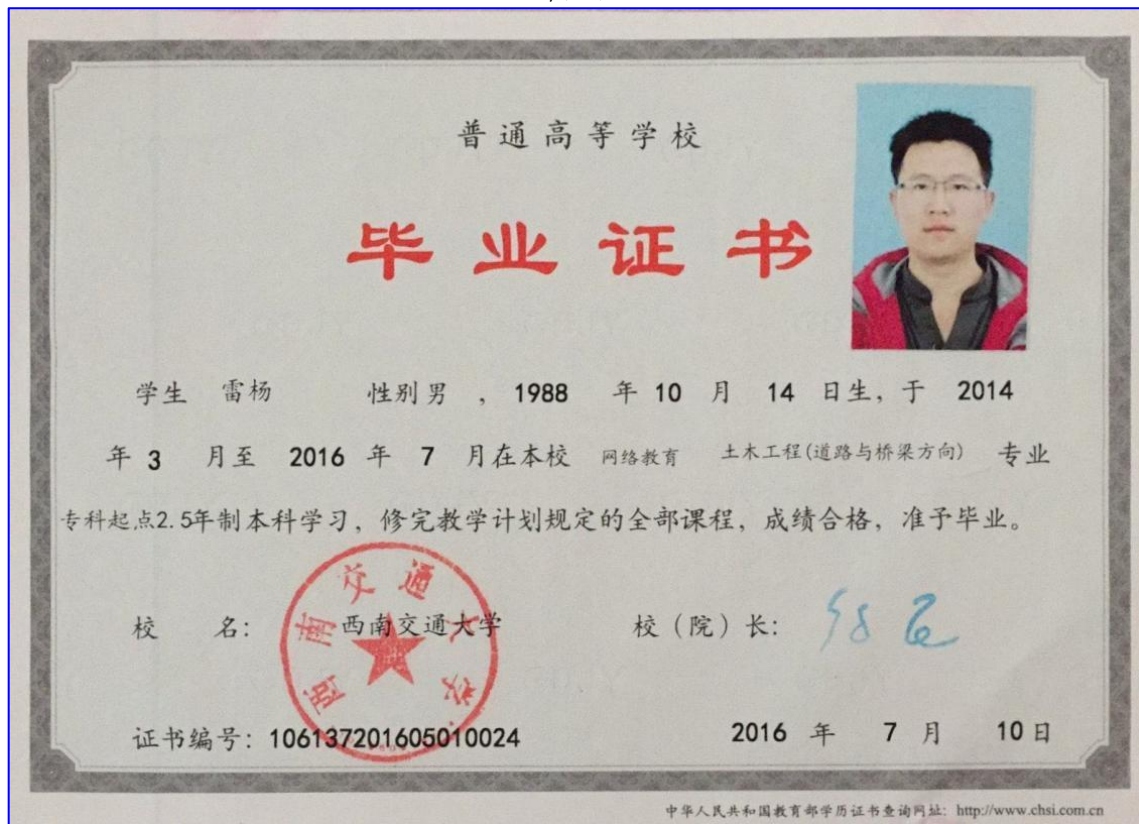 普通高等学校
毕业证书
学生 雷杨 性别男 , 1988 年 10 月 14 日生, 于 2014
年 3 月至 2016 年 7 月在本校 网络教育 土木工程(道路与桥梁方向) 专业
专科起点2.5年制本科学习, 修完教学计划规定的全部课程, 成绩合格, 准予毕业。
校 名: 西南交通大学 校(院)长:
西南交通大学
证书编号: 106137201605010024 2016 年 7 月 10 日
中华人民共和国教育部学历证书查询网址: http://www.chsi.com.cn